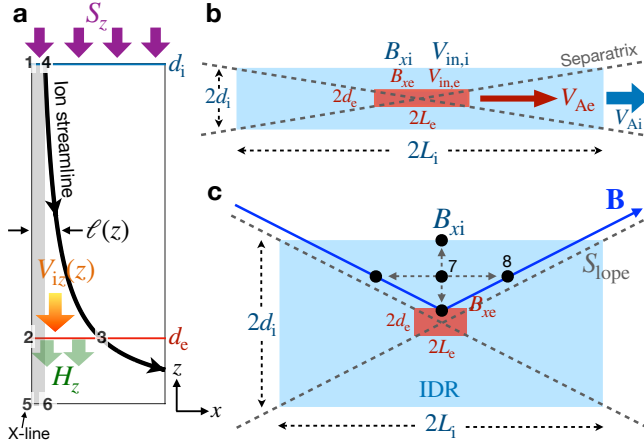 a
S_z
1 4
d_i
Ion streamline
ℓ(z)
V_iz(z)
2
3
d_e
H_z
z
x
5 6
X-line
b
B_xi V_in,i
Separatrix
B_xe V_in,e
2d_i
2d_e
V_Ae
2L_e
V_Ai
2L_i
c
B
B_xi
7
8
S_lope
B_xe
2d_i
2d_e
2L_e
IDR
2L_i